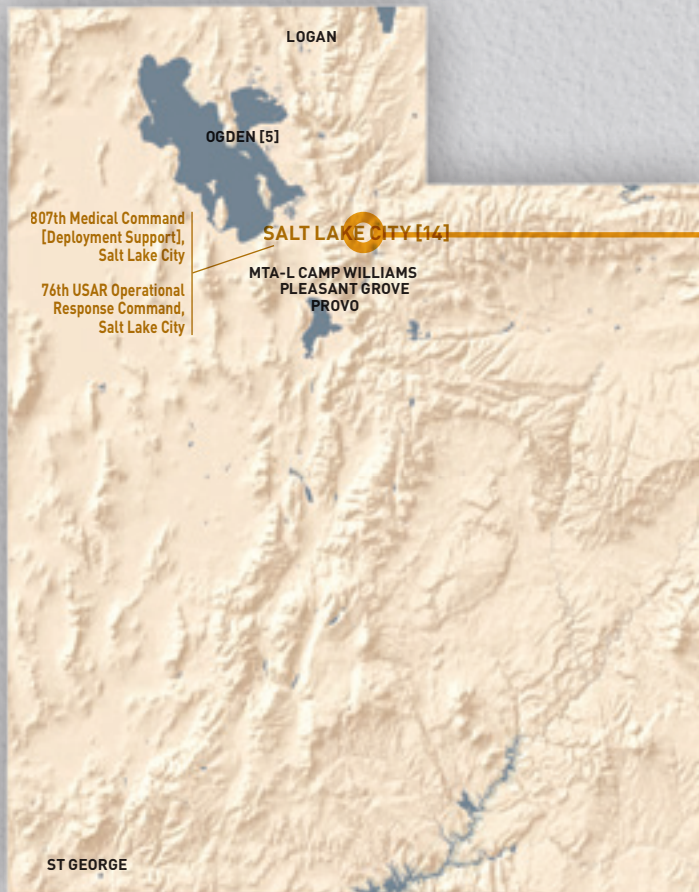 LOGAN
OGDEN [5]
807th Medical Command
[Deployment Support],
Salt Lake City
76th USAR Operational
Response Command,
Salt Lake City
SALT LAKE CITY [14]
MTA-L CAMP WILLIAMS
PLEASANT GROVE
PROVO
ST GEORGE